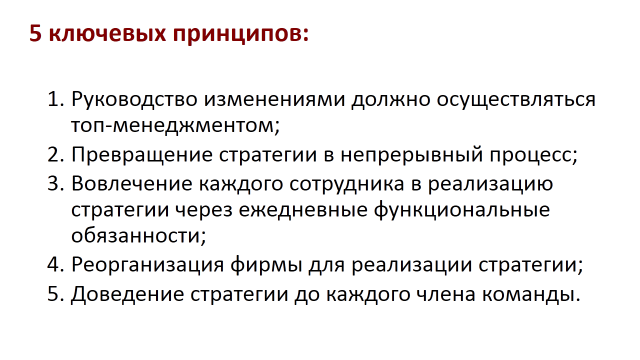 5 ключевых принципов:
1. Руководство изменениями должно осуществляться
топ-менеджментом;
2. Превращение стратегии в непрерывный процесс;
3. Вовлечение каждого сотрудника в реализацию
стратегии через ежедневные функциональные
обязанности;
4. Реорганизация фирмы для реализации стратегии;
5. Доведение стратегии до каждого члена команды.